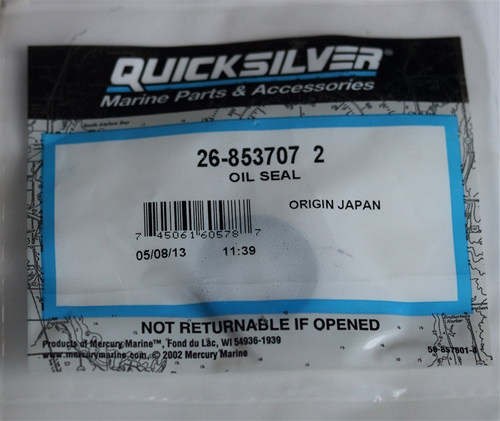 QUICKSILVER®
Marine Parts & Accessories
26-853707 2
OIL SEAL
ORIGIN JAPAN
7 45061 60578 7
05/08/13 11:39
NOT RETURNABLE IF OPENED
Products of Mercury Marine™, Fond du Lac, WI 54936-1939
www.mercurymarine.com, © 2002 Mercury Marine